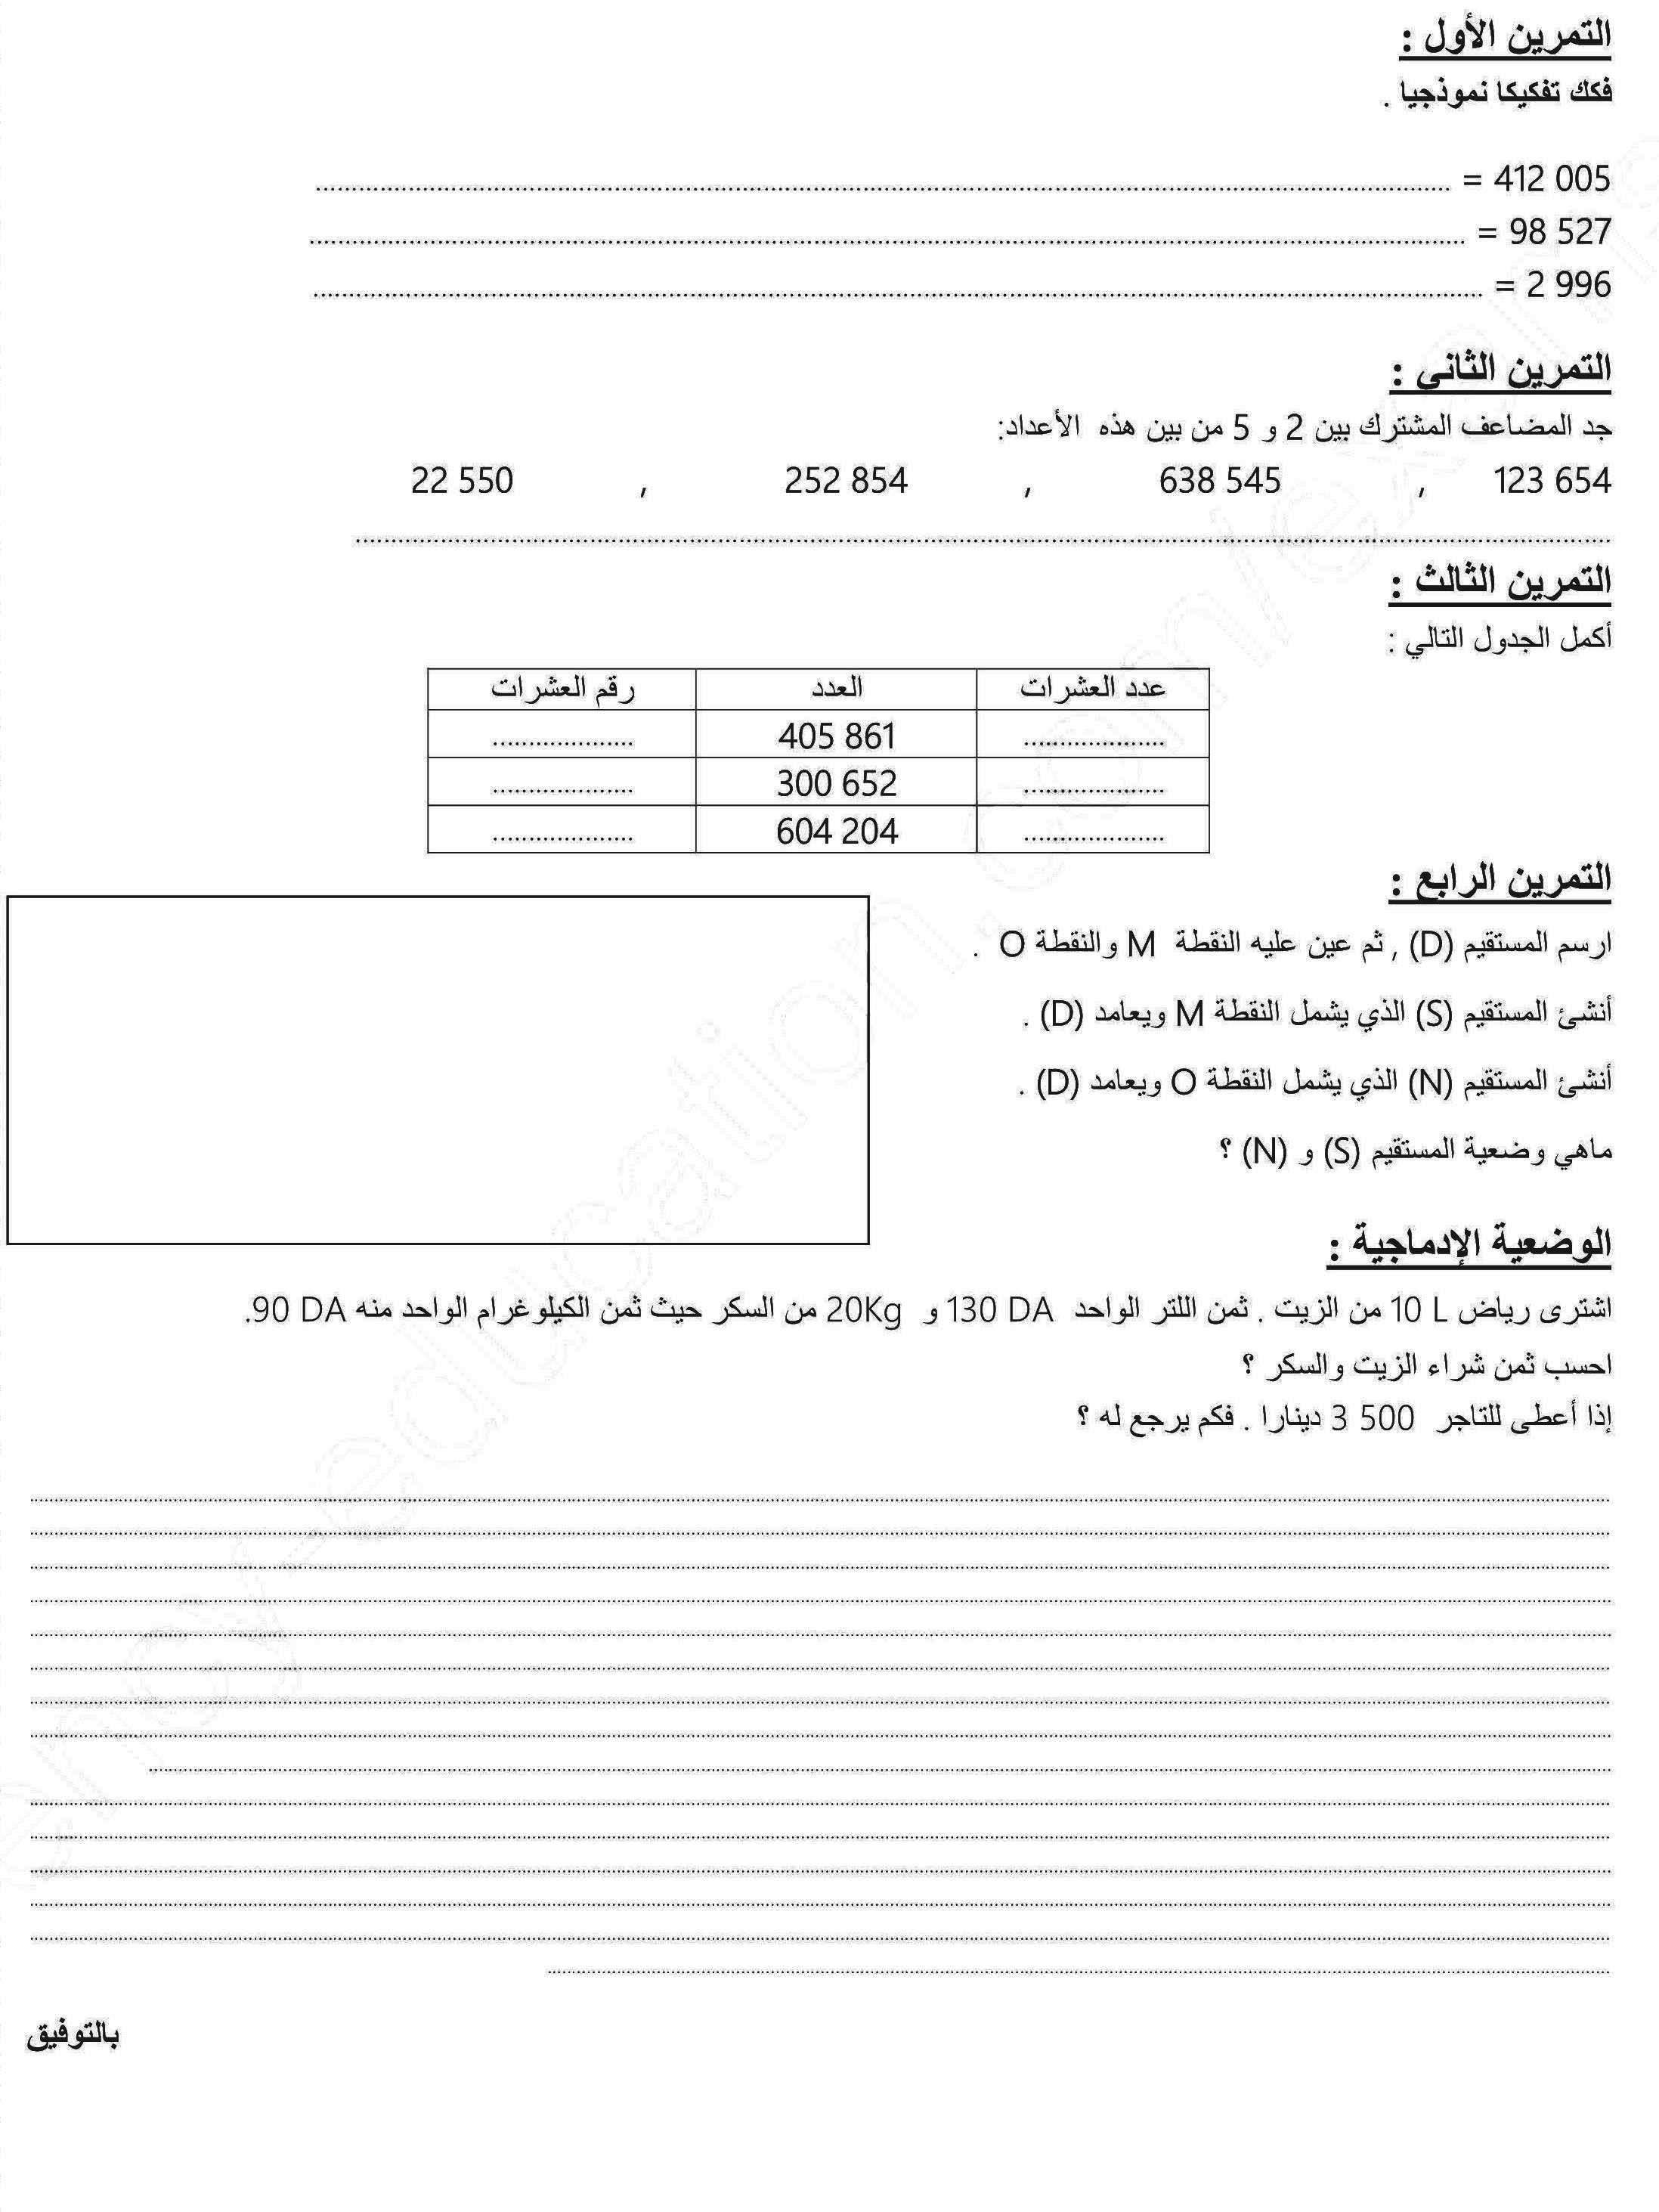 التمرين الأول :
فكك تفكيكا نموذجيا .
412 005 = ........................................
98 527 = ........................................
2 996 = ........................................
التمرين الثاني :
جد المضاعف المشترك بين 2 و 5 من بين هذه الأعداد:
123 654 , 638 545 , 252 854 , 22 550
........................................
التمرين الثالث :
أكمل الجدول التالي :
عدد العشرات العدد رقم العشرات
.................... 405 861 ....................
.................... 300 652 ....................
.................... 604 204 ....................
التمرين الرابع :
ارسم المستقيم (D) , ثم عين عليه النقطة M والنقطة O .
أنشئ المستقيم (S) الذي يشمل النقطة M ويعامد (D) .
أنشئ المستقيم (N) الذي يشمل النقطة O ويعامد (D) .
ماهي وضعية المستقيم (S) و (N) ؟
الوضعية الإدماجية :
اشترى رياض 10 L من الزيت . ثمن اللتر الواحد 130 DA و 20Kg من السكر حيث ثمن الكيلوغرام الواحد منه 90 DA.
احسب ثمن شراء الزيت والسكر ؟
إذا أعطى للتاجر 3 500 دينارا . فكم يرجع له ؟
بالتوفيق
ency-education.com/exams